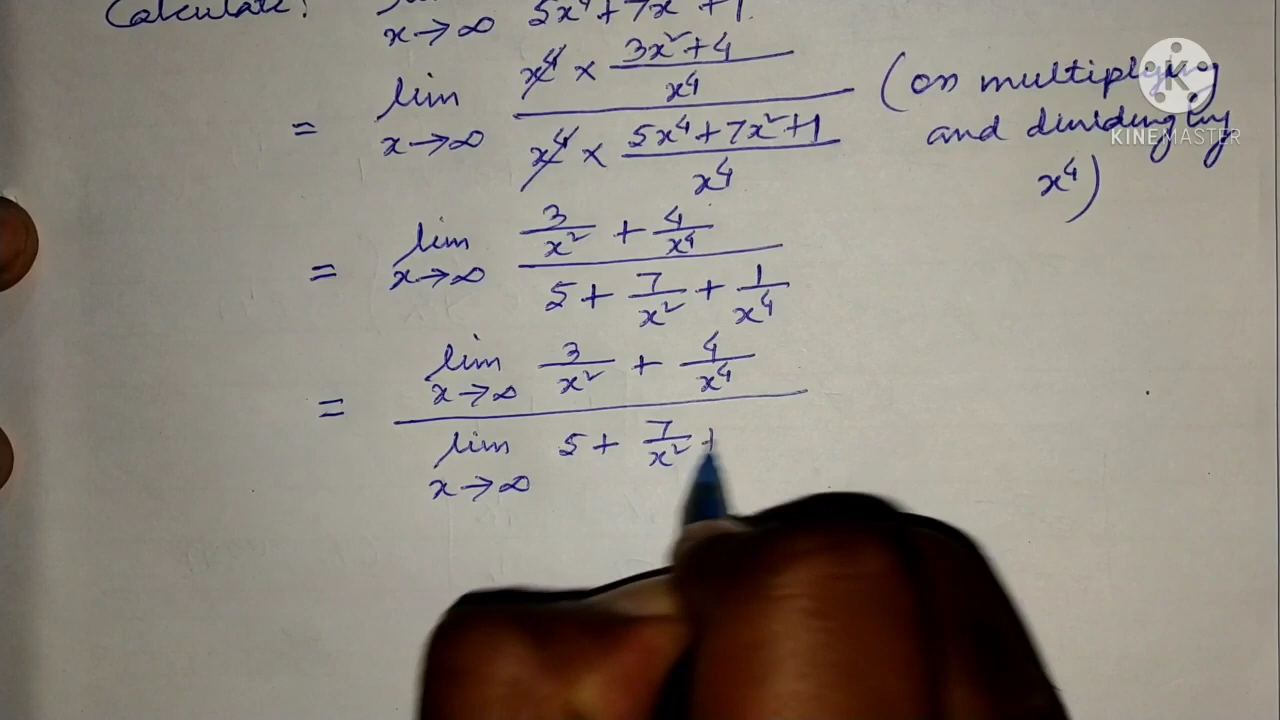 Calculate:
x→∞ 5x⁴+7x²+1
= lim x→∞ (x⁴ × (3x²+4)/x⁴) / (x⁴ × (5x⁴+7x²+1)/x⁴) (on multiplying
and dividing by
x⁴)
KINEMASTER
= lim x→∞ (3/x² + 4/x⁴) / (5 + 7/x² + 1/x⁴)
= (lim x→∞ 3/x² + 4/x⁴) / (lim x→∞ 5 + 7/x² +